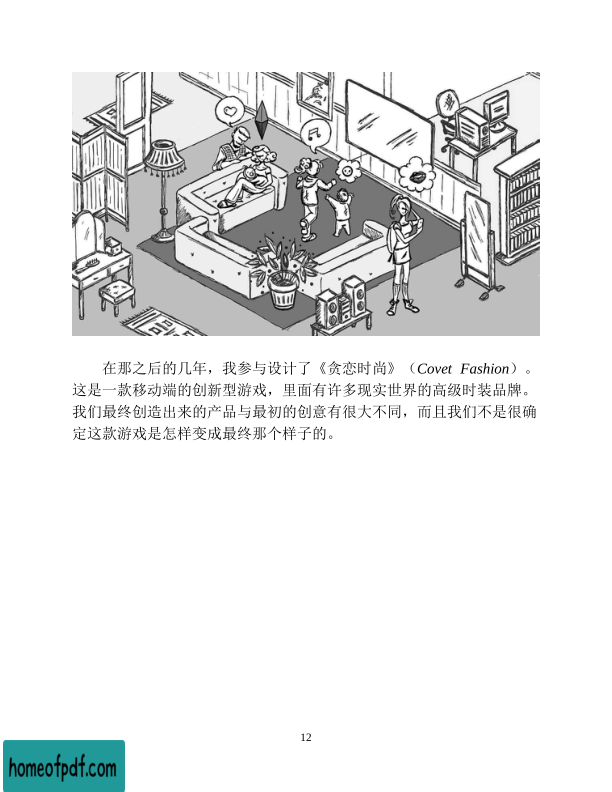 在那之后的几年，我参与设计了《贪恋时尚》（Covet Fashion）。
这是一款移动端的创新型游戏，里面有许多现实世界的高级时装品牌。
我们最终创造出来的产品与最初的创意有很大不同，而且我们不是很确
定这款游戏是怎样变成最终那个样子的。
12
homeofpdf.com